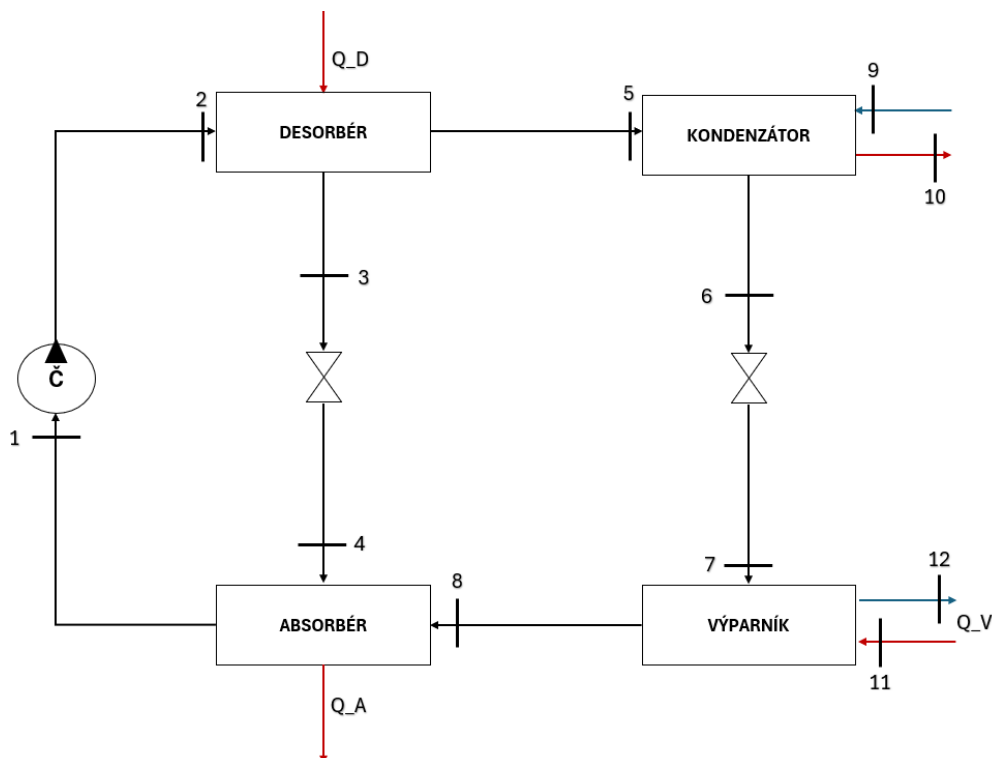 Q_D
2
DESORBÉR
5
KONDENZÁTOR
9
10
3
6
Č
1
4
7
8
ABSORBÉR
VÝPARNÍK
12
Q_V
11
Q_A